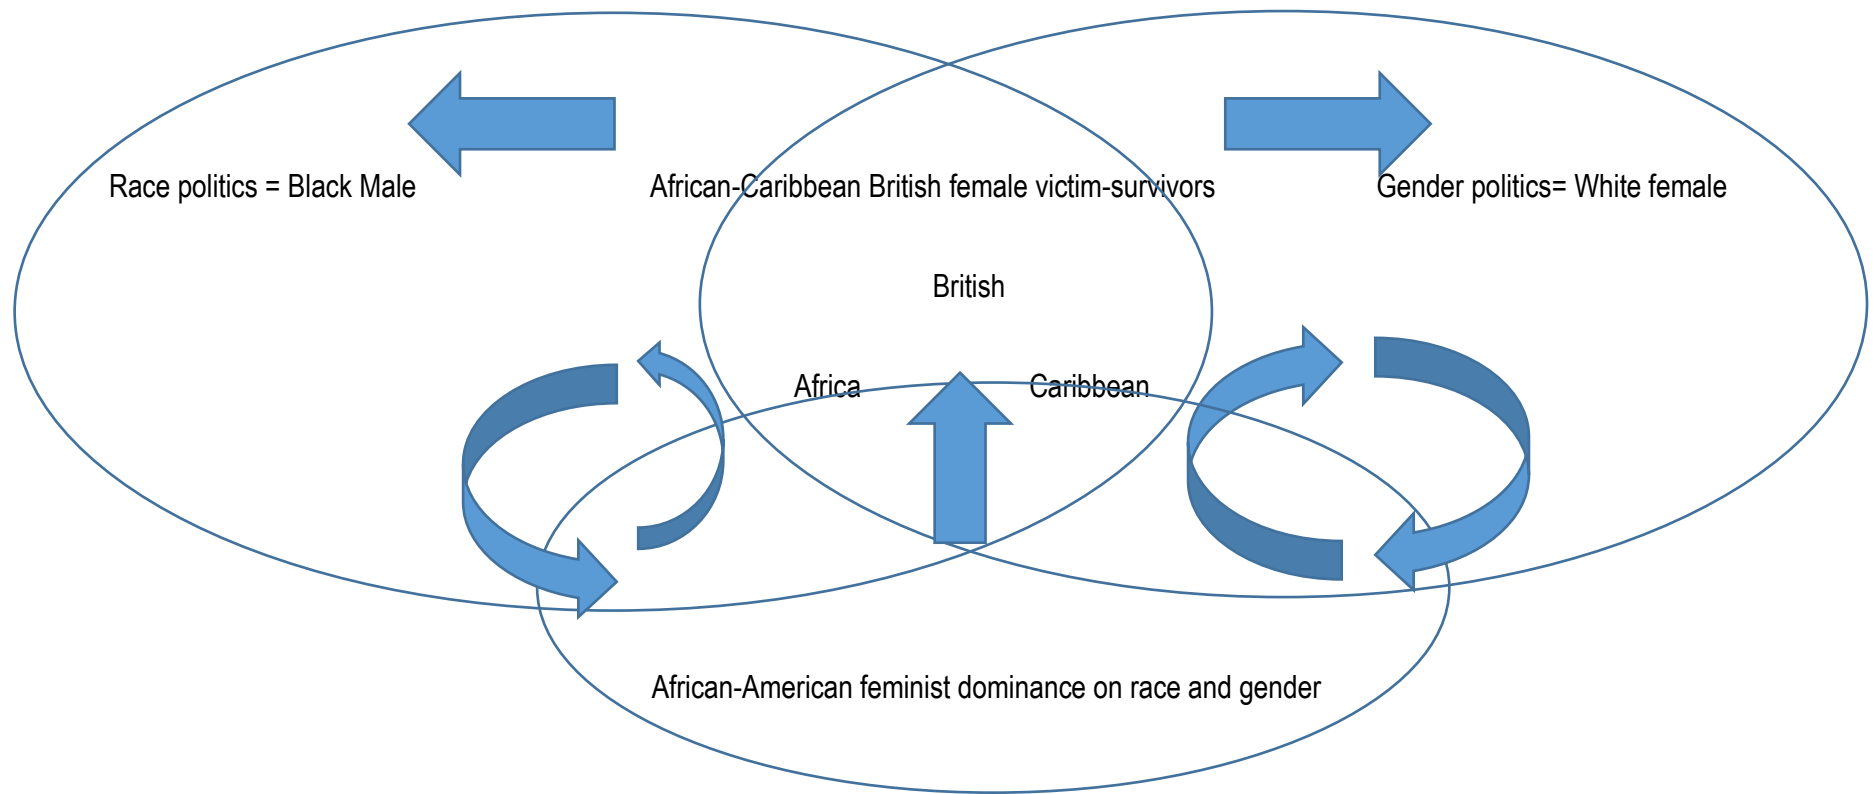 Race politics = Black Male
African-Caribbean British female victim-survivors
Gender politics= White female
British
Africa
Caribbean
African-American feminist dominance on race and gender